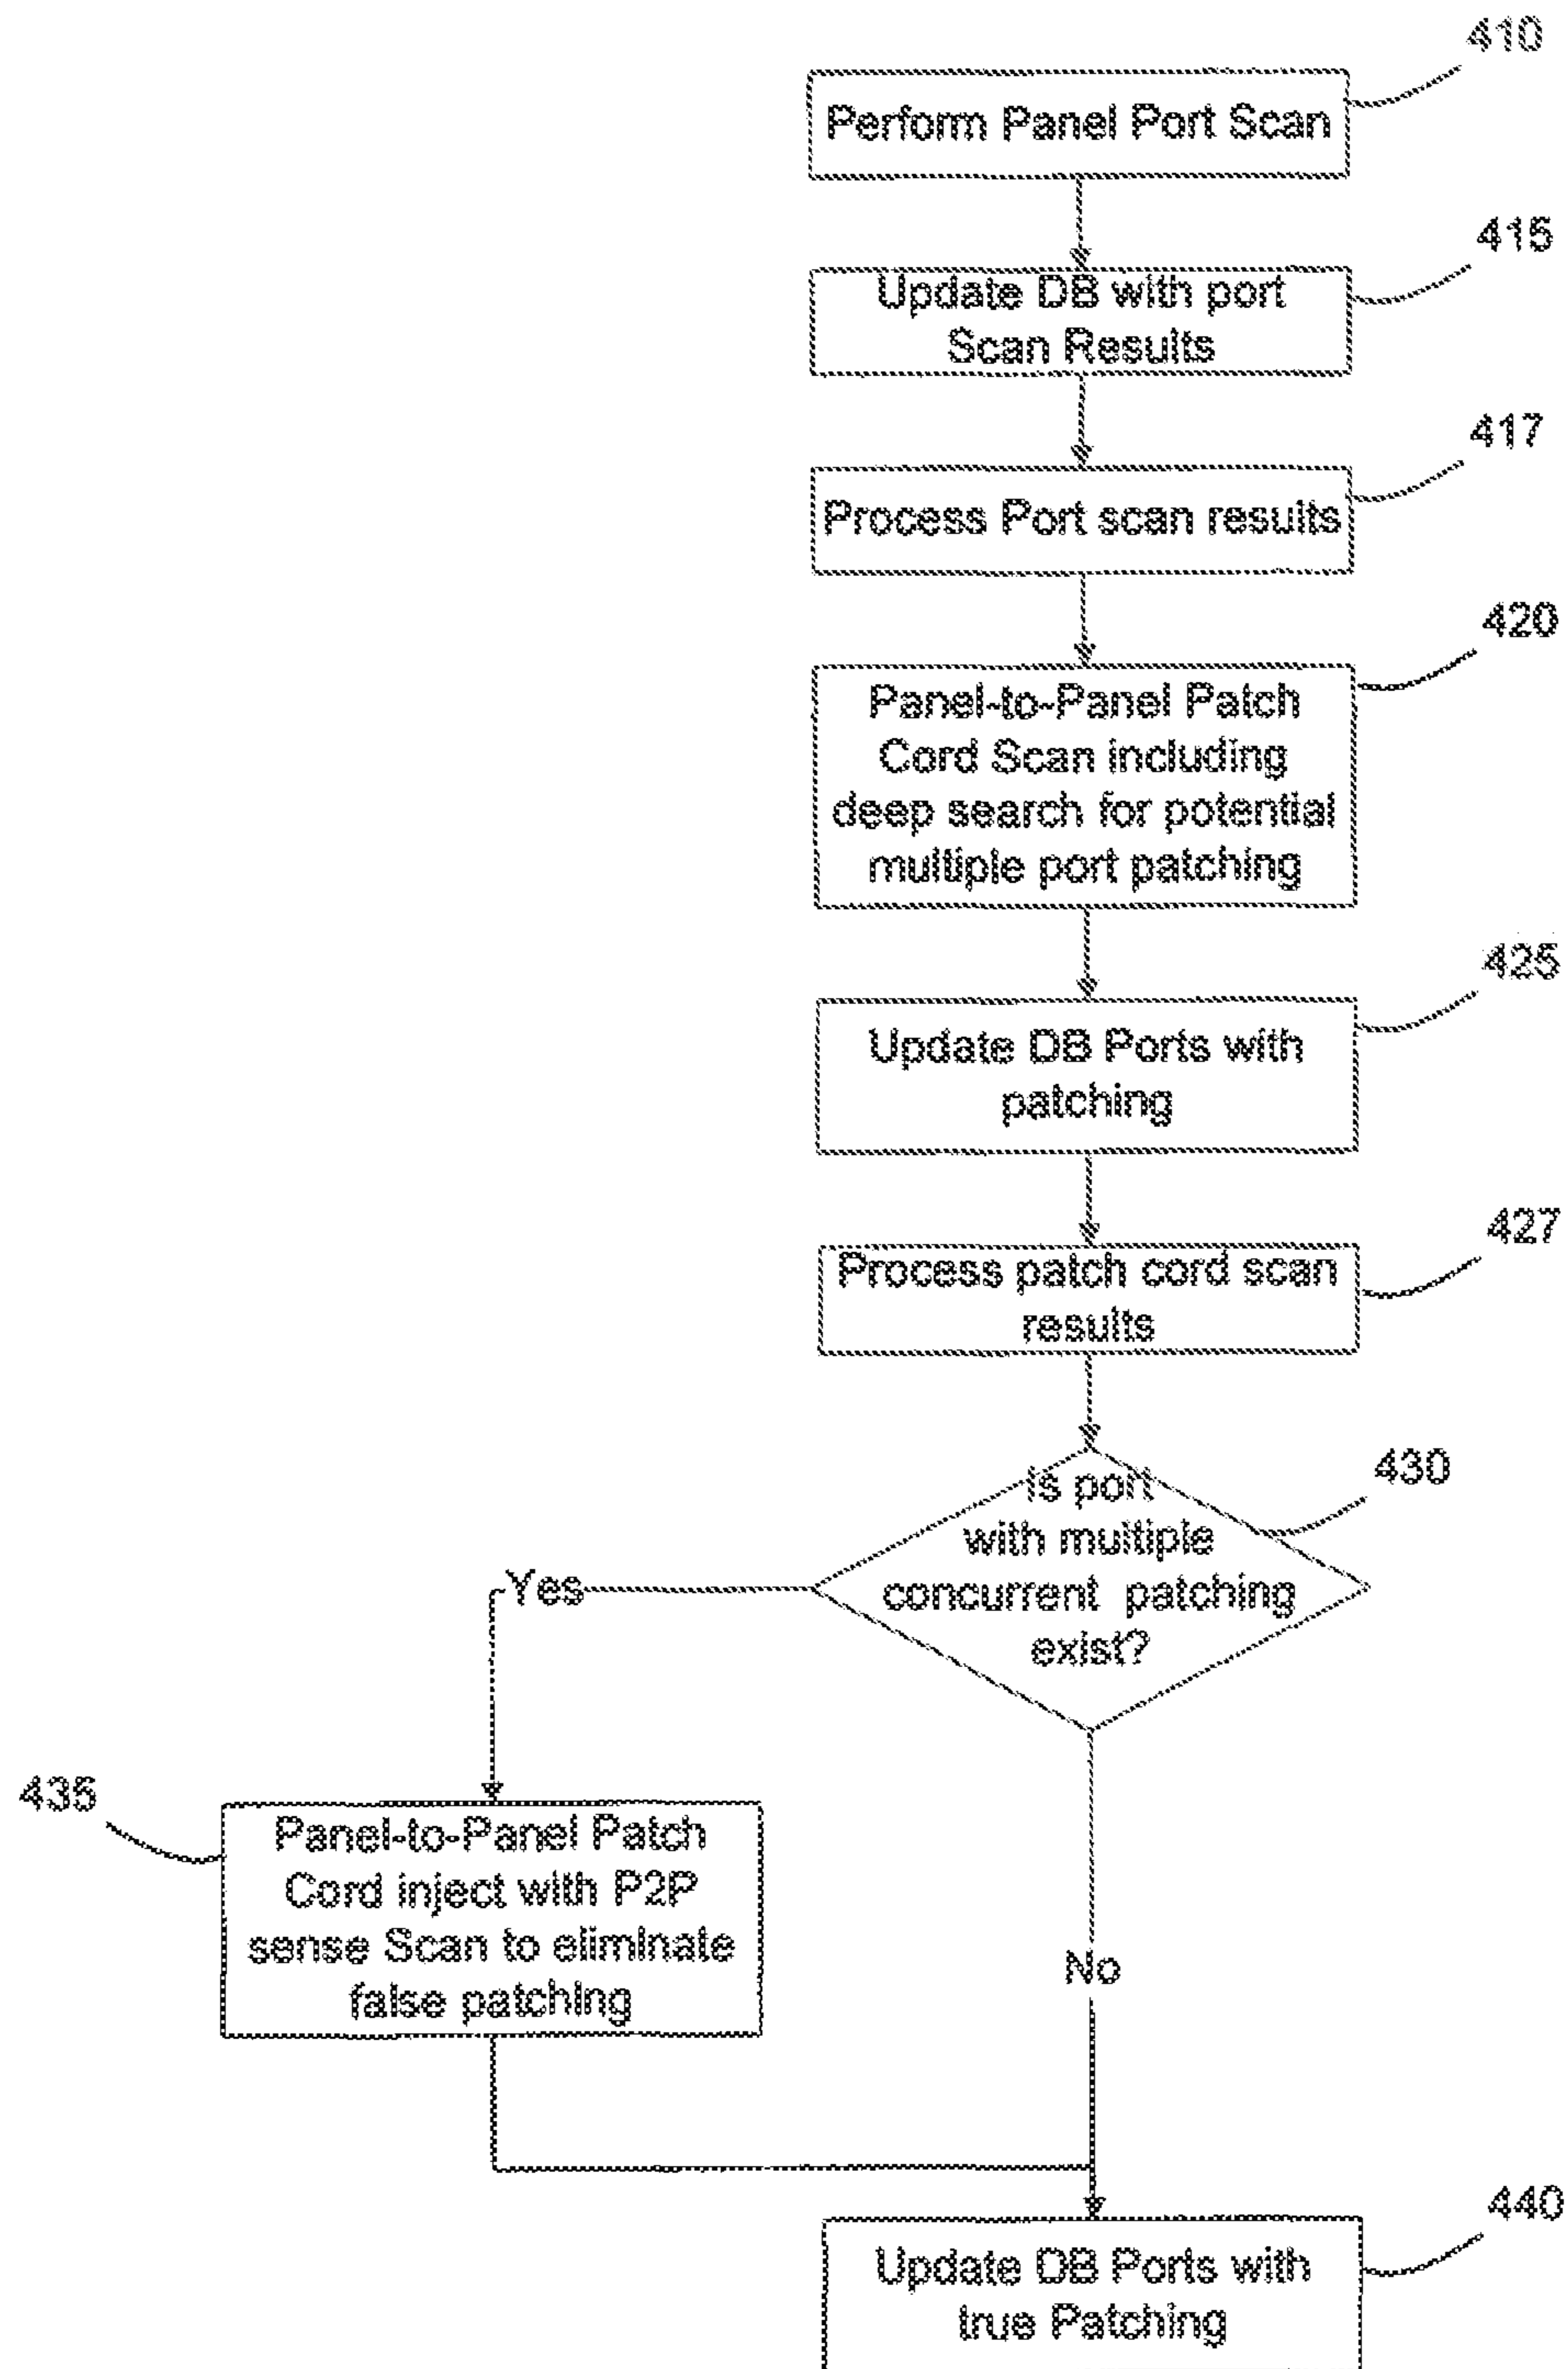 410
Perform Panel Port Scan
415
Update DB with port
Scan Results
417
Process Port scan results
420
Panel-to-Panel Patch
Cord Scan including
deep search for potential
multiple port patching
425
Update DB Ports with
patching
427
Process patch cord scan
results
430
Is port
with multiple
concurrent patching
exist?
Yes
435
Panel-to-Panel Patch
Cord inject with P2P
sense Scan to eliminate
false patching
No
440
Update DB Ports with
true Patching